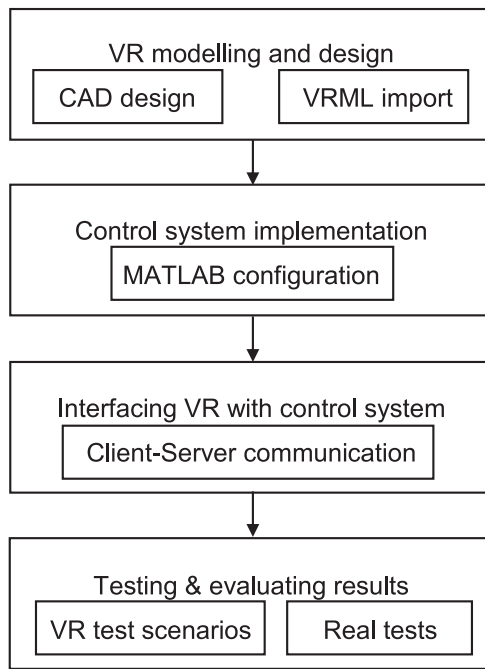 VR modelling and design
CAD design
VRML import
Control system implementation
MATLAB configuration
Interfacing VR with control system
Client-Server communication
Testing & evaluating results
VR test scenarios
Real tests